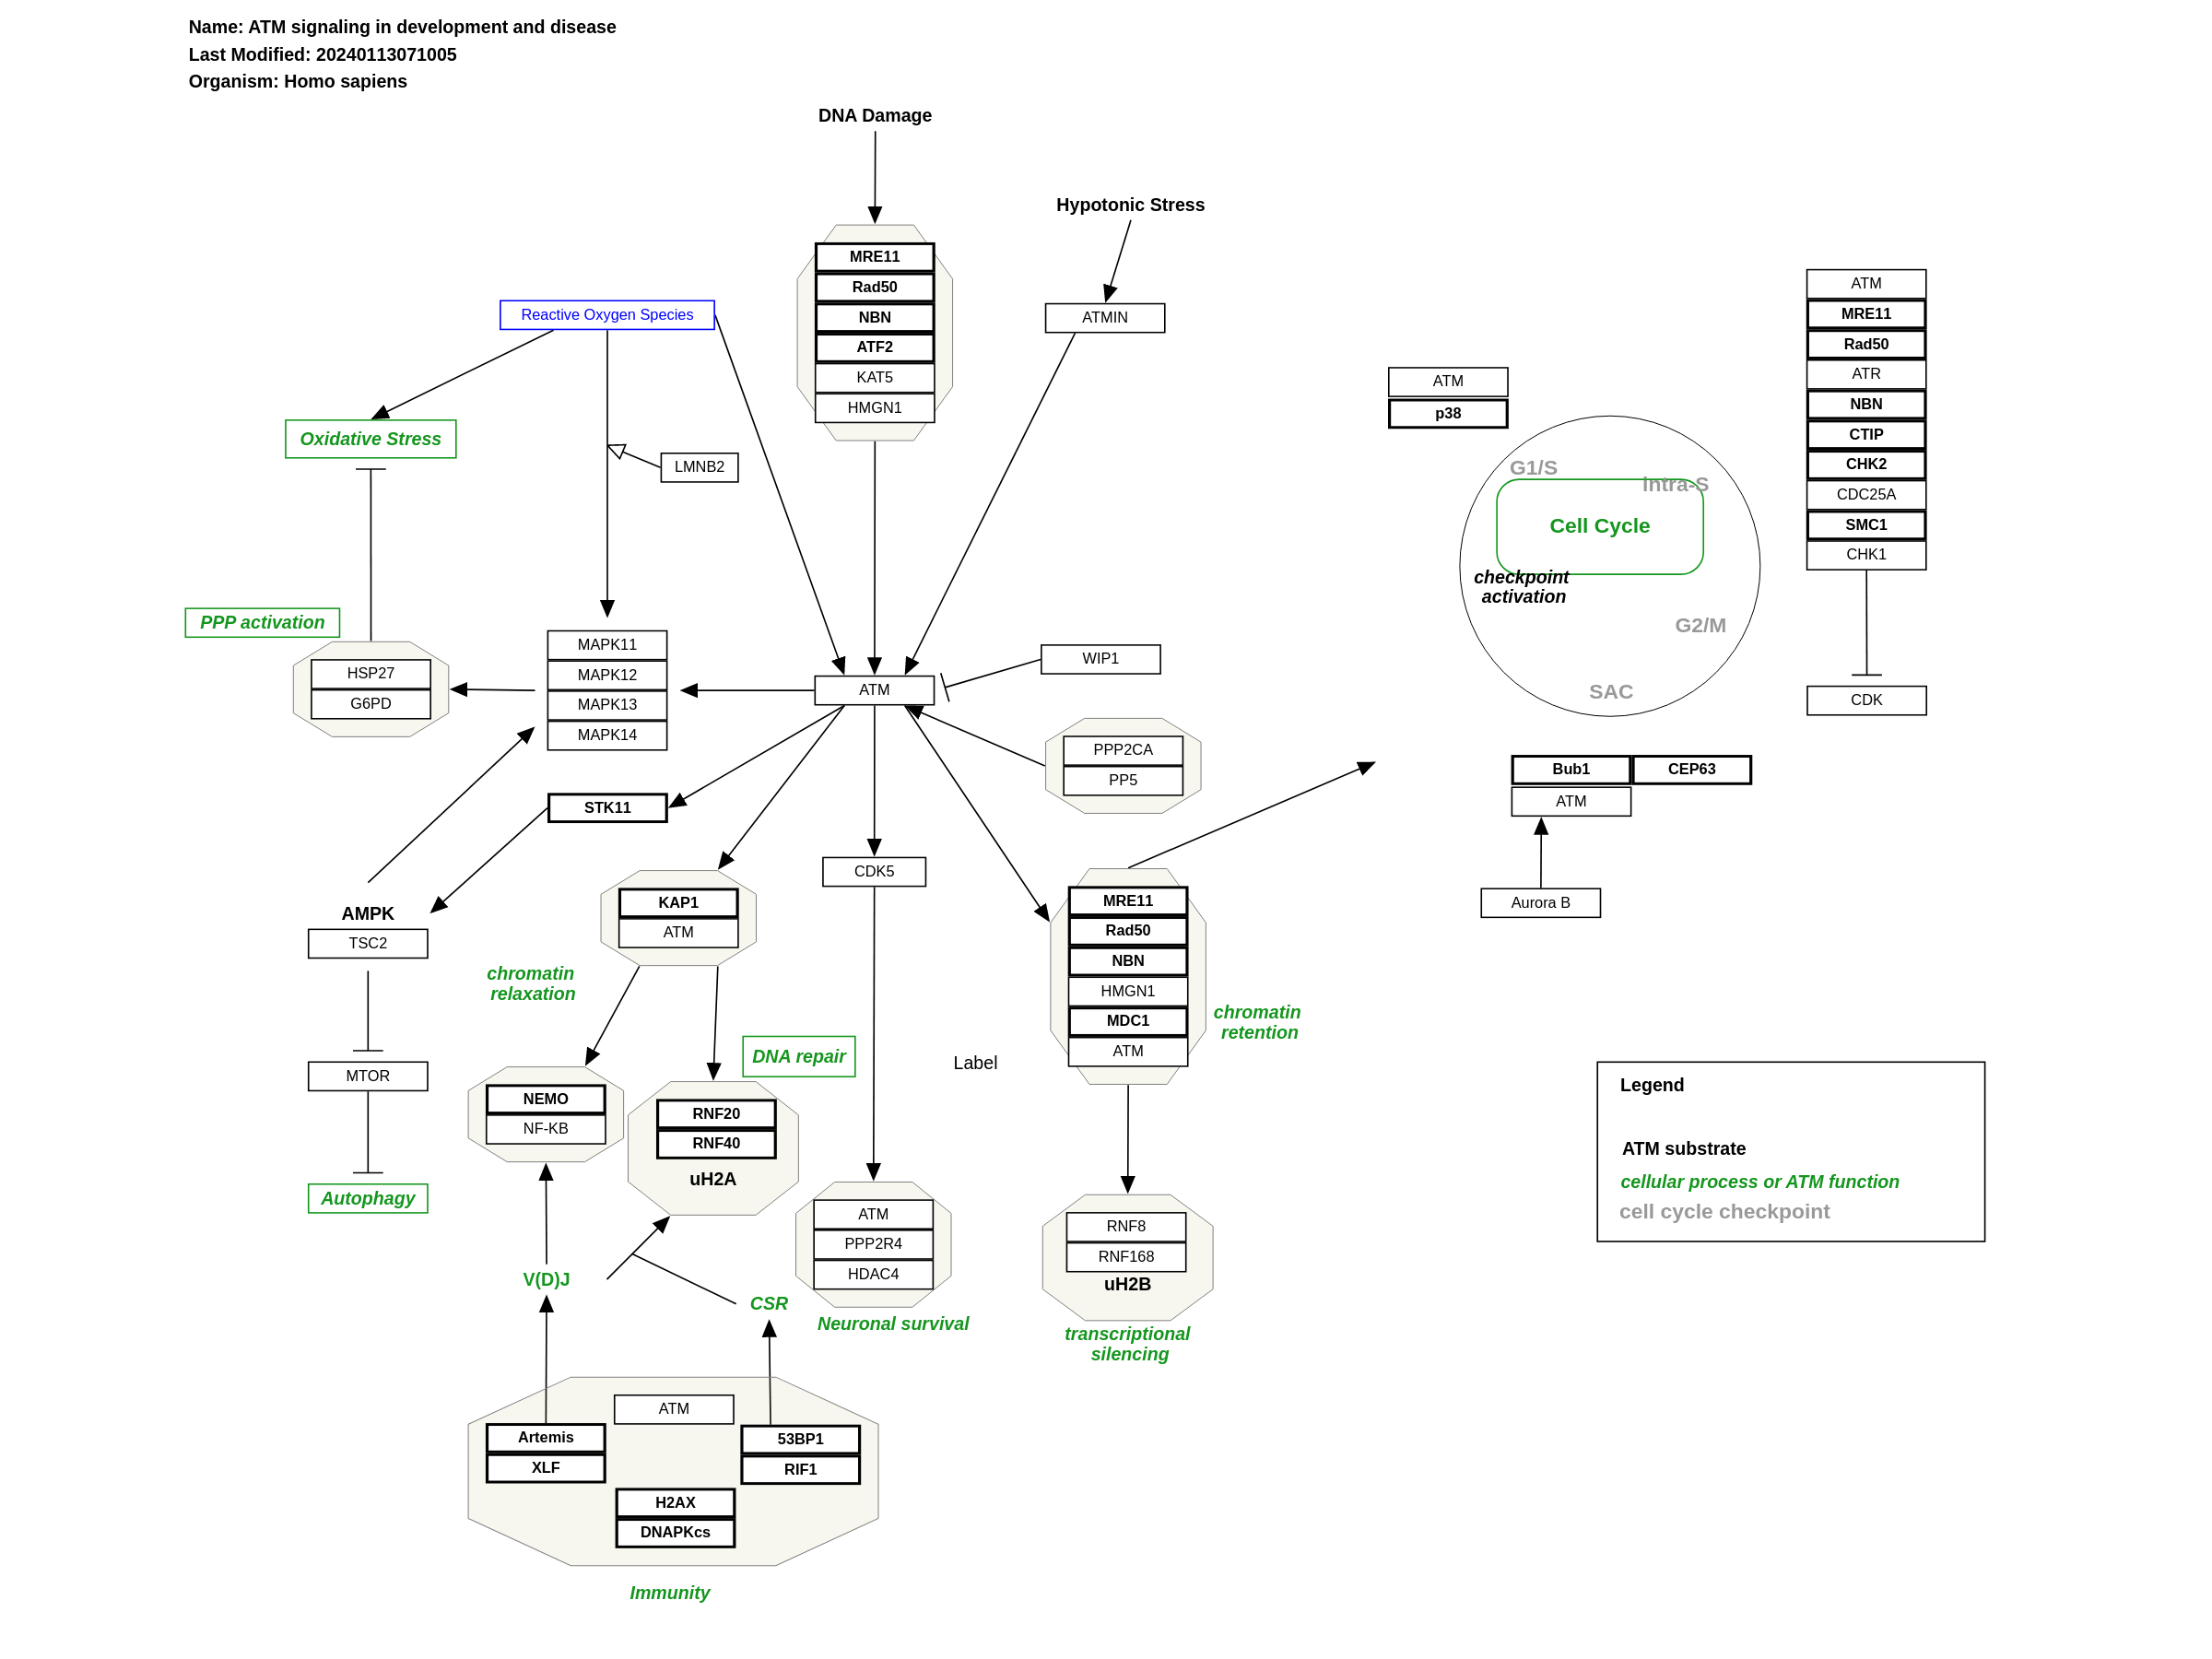 Name: ATM signaling in development and disease
Last Modified: 20240113071005
Organism: Homo sapiens
DNA Damage
Hypotonic Stress
MRE11
Rad50
NBN
ATF2
KAT5
HMGN1
Reactive Oxygen Species
ATMIN
Oxidative Stress
LMNB2
PPP activation
HSP27
G6PD
MAPK11
MAPK12
MAPK13
MAPK14
ATM
WIP1
PPP2CA
PP5
STK11
CDK5
AMPK
TSC2
MTOR
Autophagy
KAP1
ATM
chromatin
relaxation
DNA repair
NEMO
NF-KB
RNF20
RNF40
uH2A
Label
MRE11
Rad50
NBN
HMGN1
MDC1
ATM
chromatin
retention
ATM
PPP2R4
HDAC4
Neuronal survival
RNF8
RNF168
uH2B
transcriptional
silencing
V(D)J
CSR
ATM
Artemis
XLF
53BP1
RIF1
H2AX
DNAPKcs
Immunity
ATM
p38
G1/S
Intra-S
Cell Cycle
checkpoint
activation
G2/M
SAC
ATM
MRE11
Rad50
ATR
NBN
CTIP
CHK2
CDC25A
SMC1
CHK1
CDK
Bub1
CEP63
ATM
Aurora B
Legend
ATM substrate
cellular process or ATM function
cell cycle checkpoint